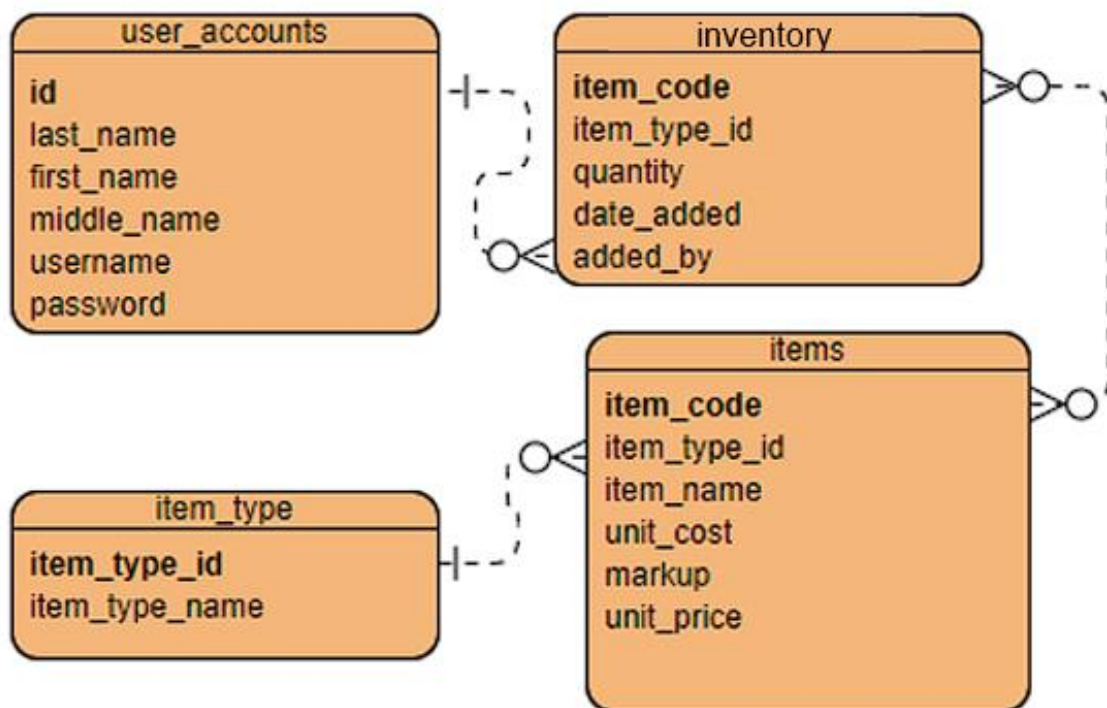 user_accounts
id
last_name
first_name
middle_name
username
password
inventory
item_code
item_type_id
quantity
date_added
added_by
items
item_code
item_type_id
item_name
unit_cost
markup
unit_price
item_type
item_type_id
item_type_name